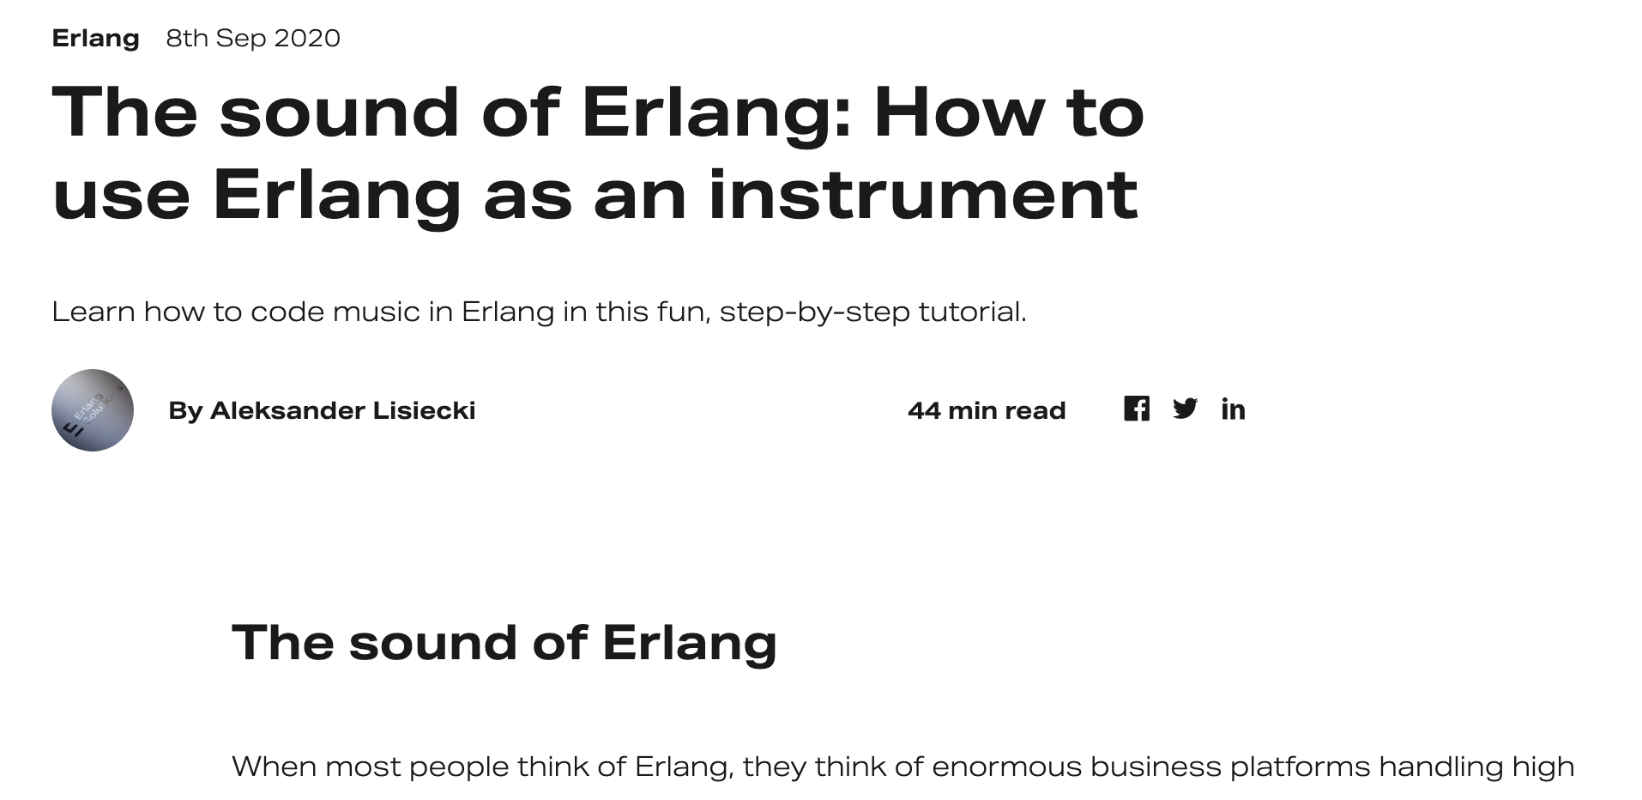 Erlang 8th Sep 2020
The sound of Erlang: How to
use Erlang as an instrument
Learn how to code music in Erlang in this fun, step-by-step tutorial.
Erlang
Solutions
By Aleksander Lisiecki 44 min read
The sound of Erlang
When most people think of Erlang, they think of enormous business platforms handling high